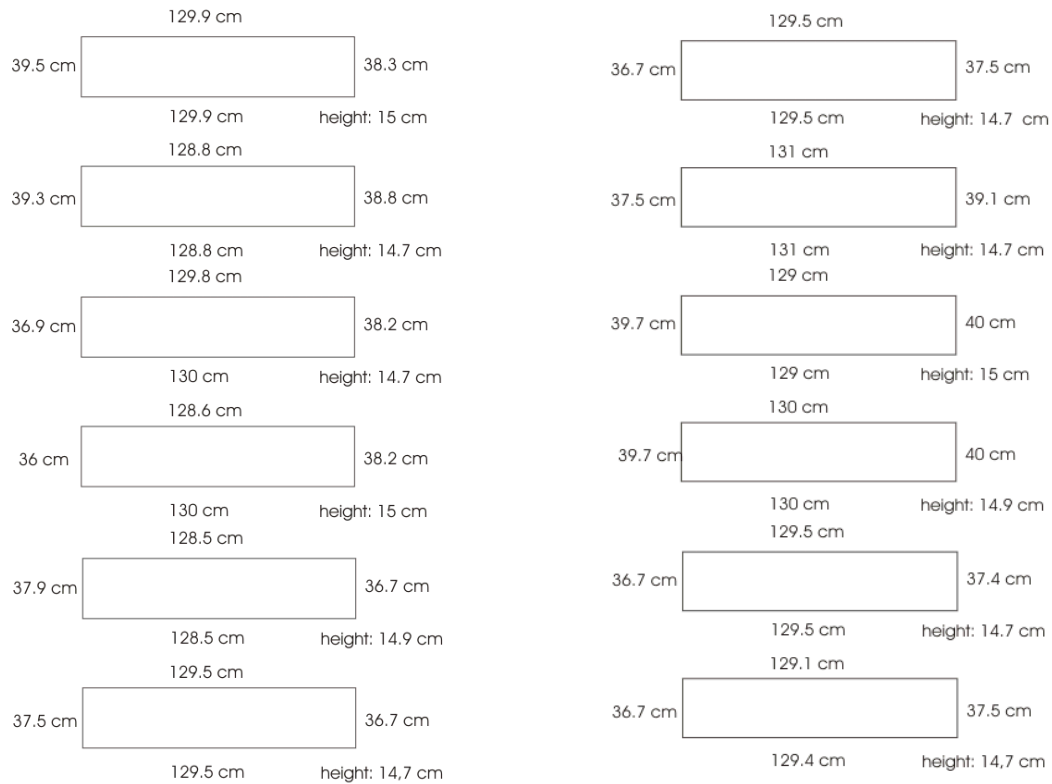 129.9 cm
39.5 cm 38.3 cm
129.9 cm height: 15 cm
128.8 cm
39.3 cm 38.8 cm
128.8 cm height: 14.7 cm
129.8 cm
36.9 cm 38.2 cm
130 cm height: 14.7 cm
128.6 cm
36 cm 38.2 cm
130 cm height: 15 cm
128.5 cm
37.9 cm 36.7 cm
128.5 cm height: 14.9 cm
129.5 cm
37.5 cm 36.7 cm
129.5 cm height: 14,7 cm
129.5 cm
36.7 cm 37.5 cm
129.5 cm height: 14.7 cm
131 cm
37.5 cm 39.1 cm
131 cm height: 14.7 cm
129 cm
39.7 cm 40 cm
129 cm height: 15 cm
130 cm
39.7 cm 40 cm
130 cm height: 14.9 cm
129.5 cm
36.7 cm 37.4 cm
129.5 cm height: 14.7 cm
129.1 cm
36.7 cm 37.5 cm
129.4 cm height: 14,7 cm